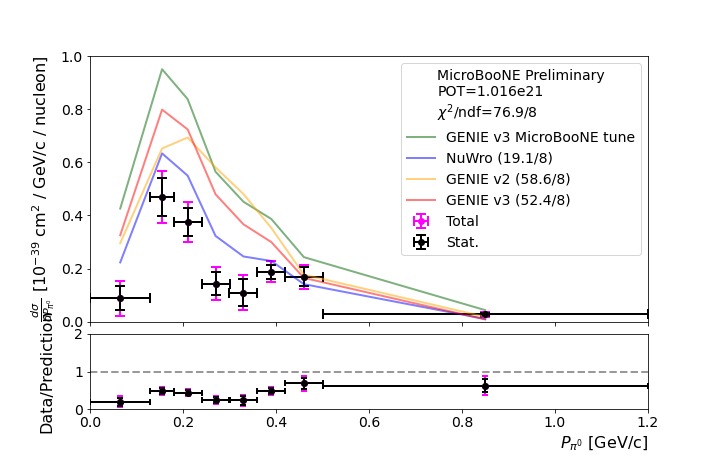 MicroBooNE Preliminary
POT=1.016e21
χ²/ndf=76.9/8
GENIE v3 MicroBooNE tune
NuWro (19.1/8)
GENIE v2 (58.6/8)
GENIE v3 (52.4/8)
Total
Stat.
dσ/dP_π⁰ [10⁻³⁹ cm² / GeV/c / nucleon]
1.0
0.8
0.6
0.4
0.2
0.0
Data/Prediction
2
1
0
0.0 0.2 0.4 0.6 0.8 1.0 1.2
P_π⁰ [GeV/c]